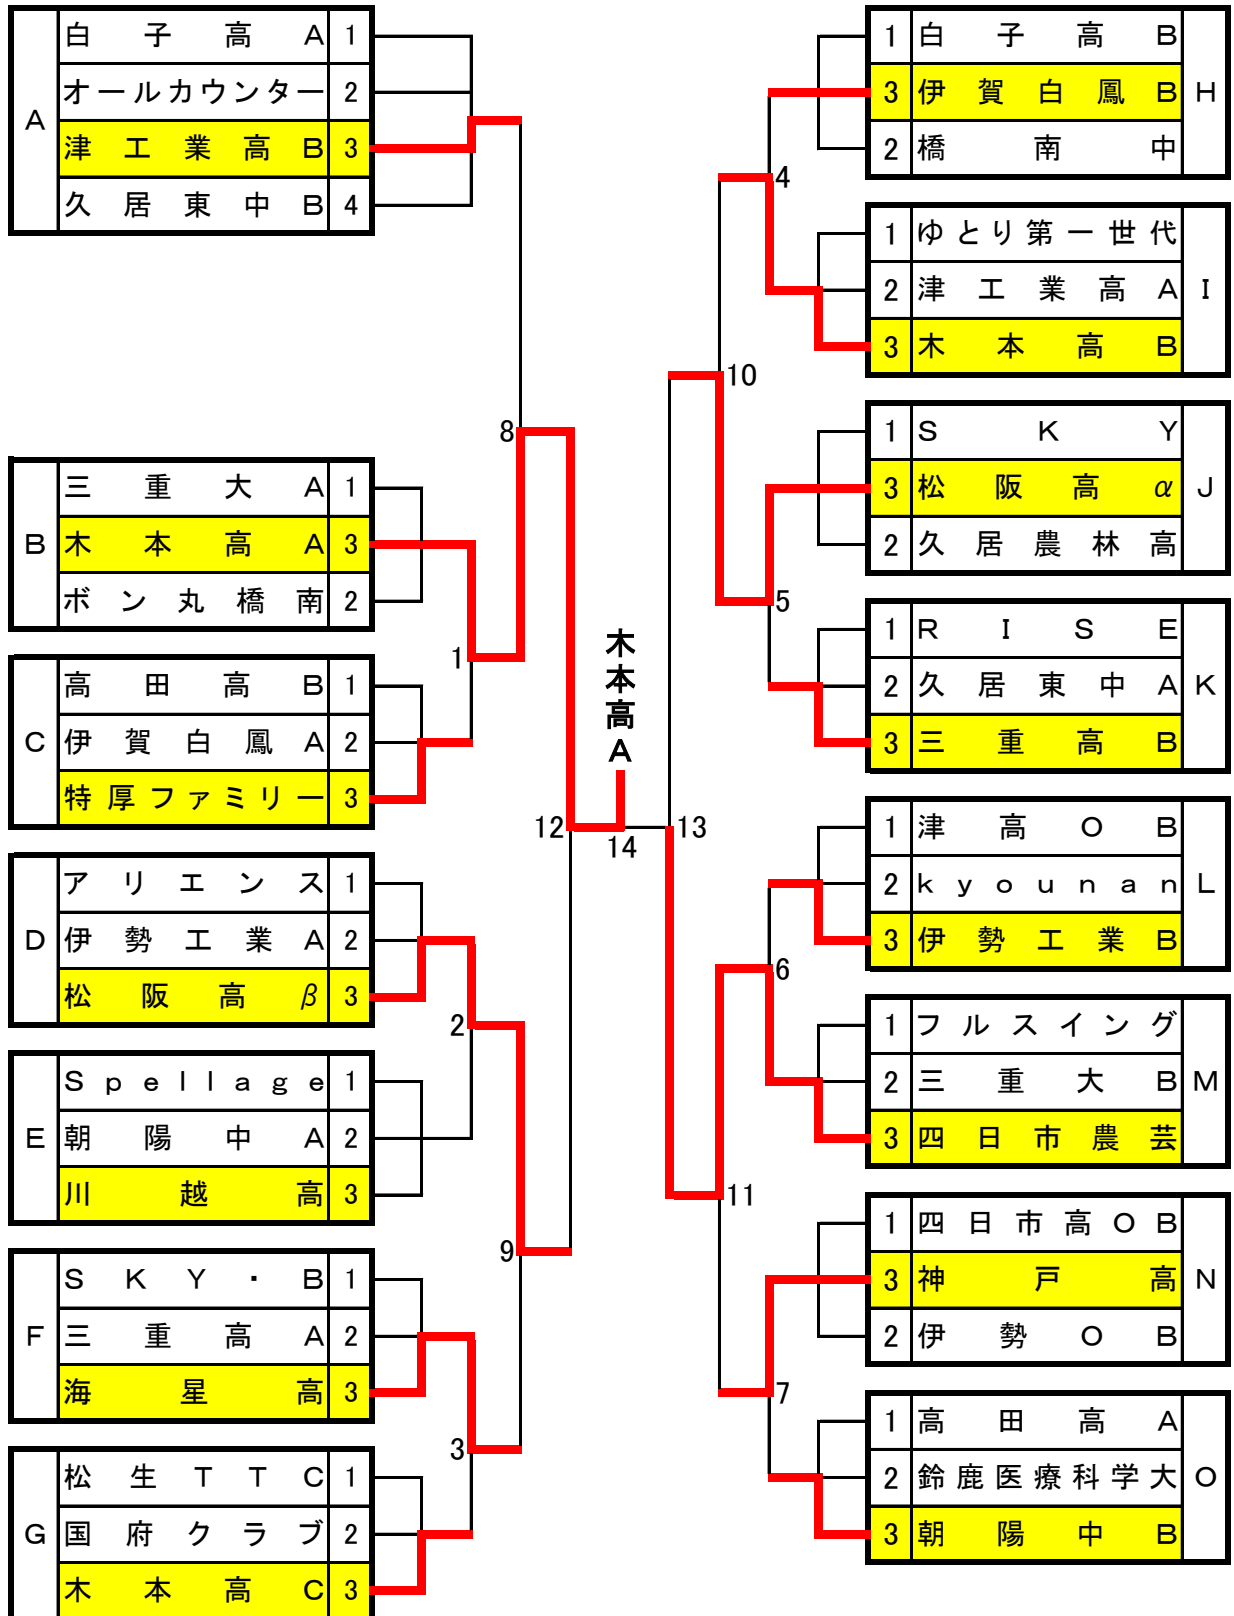 A
白子高A 1
オールカウンター 2
津工業高B 3
久居東中B 4
B
三重大A 1
木本高A 3
ボン丸橋南 2
C
高田高B 1
伊賀白鳳A 2
特厚ファミリー 3
D
アリエンス 1
伊勢工業A 2
松阪高β 3
E
Spellage 1
朝陽中A 2
川越高 3
F
SKY・B 1
三重高A 2
海星高 3
G
松生TTC 1
国府クラブ 2
木本高C 3
8
1
2
9
3
12
木本高A
14
13
10
4
5
6
11
7
1 白子高B
3 伊賀白鳳B
2 橋南中
H
1 ゆとり第一世代
2 津工業高A
3 木本高B
I
1 SKY
3 松阪高α
2 久居農林高
J
1 RISE
2 久居東中A
3 三重高B
K
1 津高OB
2 kyounan
3 伊勢工業B
L
1 フルスイング
2 三重大B
3 四日市農芸
M
1 四日市高OB
3 神戸高
2 伊勢OB
N
1 高田高A
2 鈴鹿医療科学大
3 朝陽中B
O